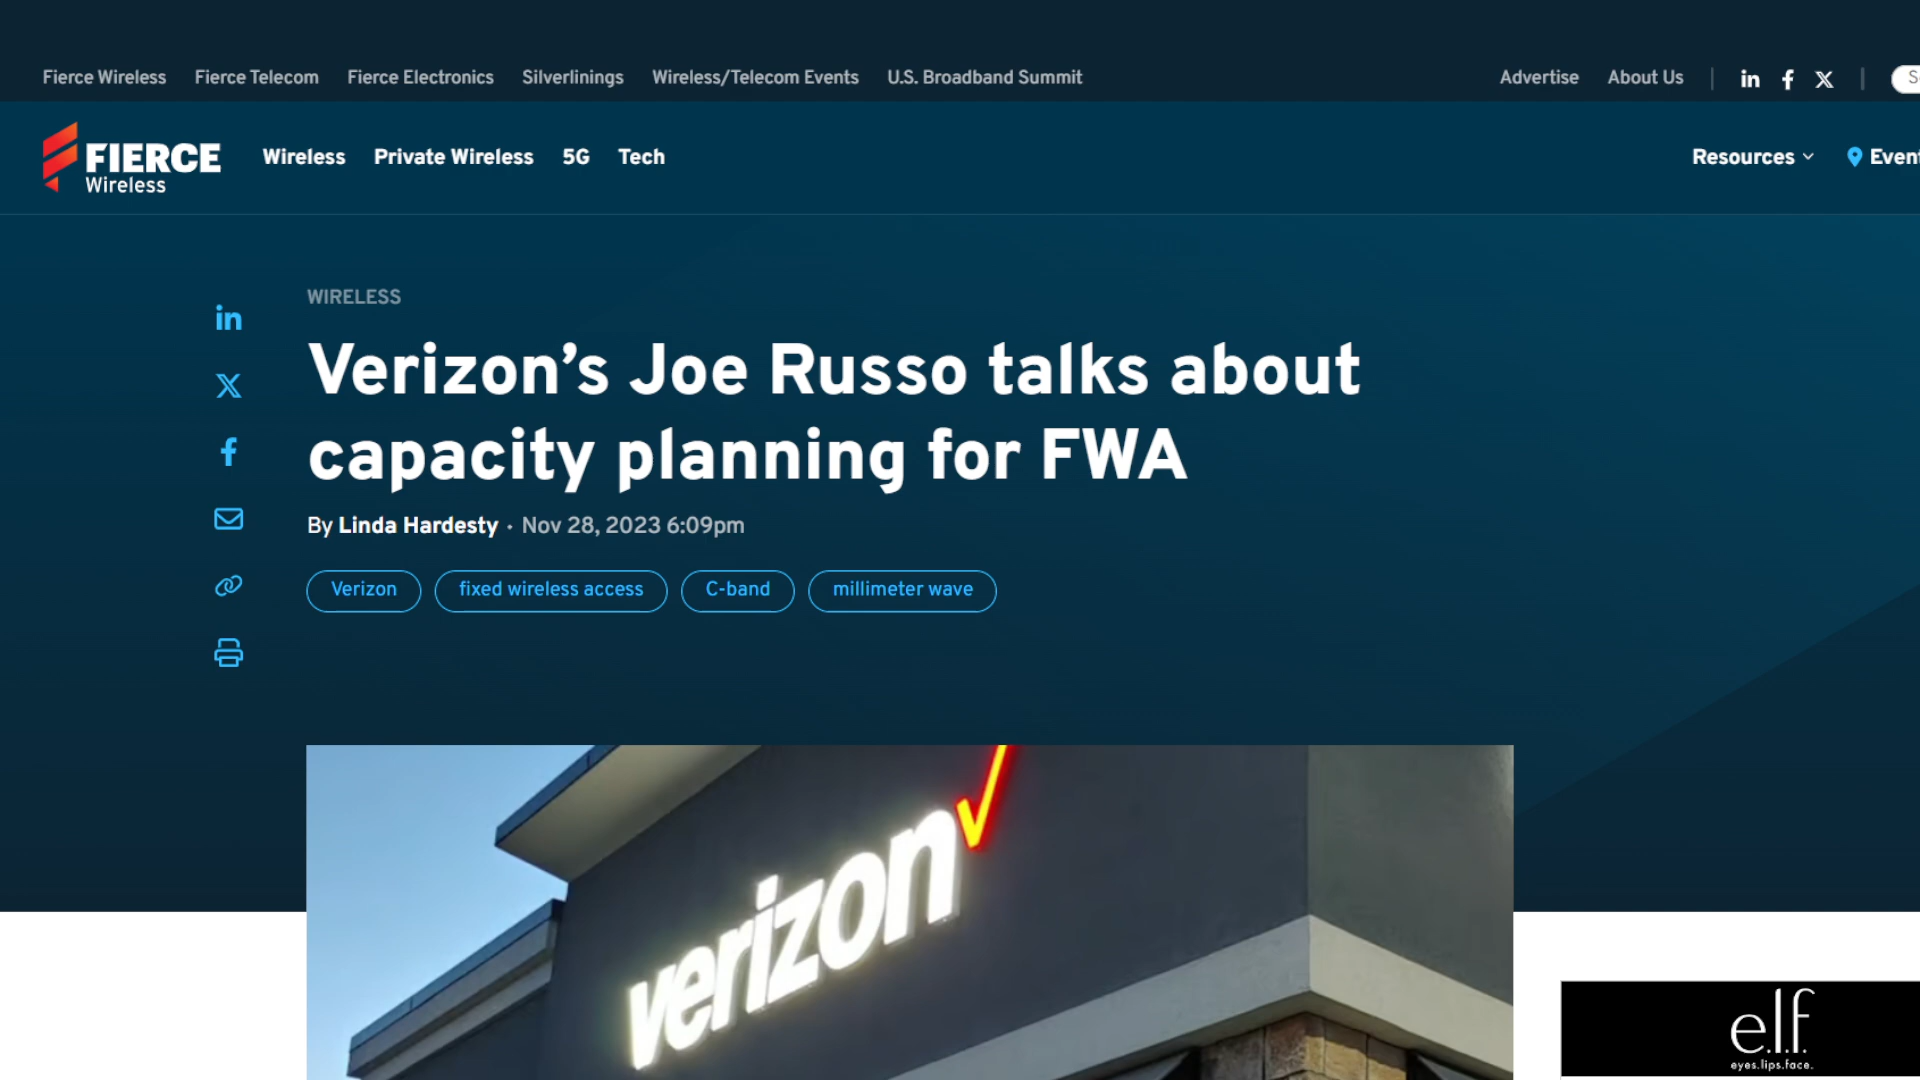 Fierce Wireless Fierce Telecom Fierce Electronics Silverlinings Wireless/Telecom Events U.S. Broadband Summit Advertise About Us
FIERCE
Wireless
Wireless Private Wireless 5G Tech Resources
WIRELESS
Verizon’s Joe Russo talks about
capacity planning for FWA
By Linda Hardesty · Nov 28, 2023 6:09pm
Verizon fixed wireless access C-band millimeter wave
verizon
e.l.f.
eyes.lips.face.